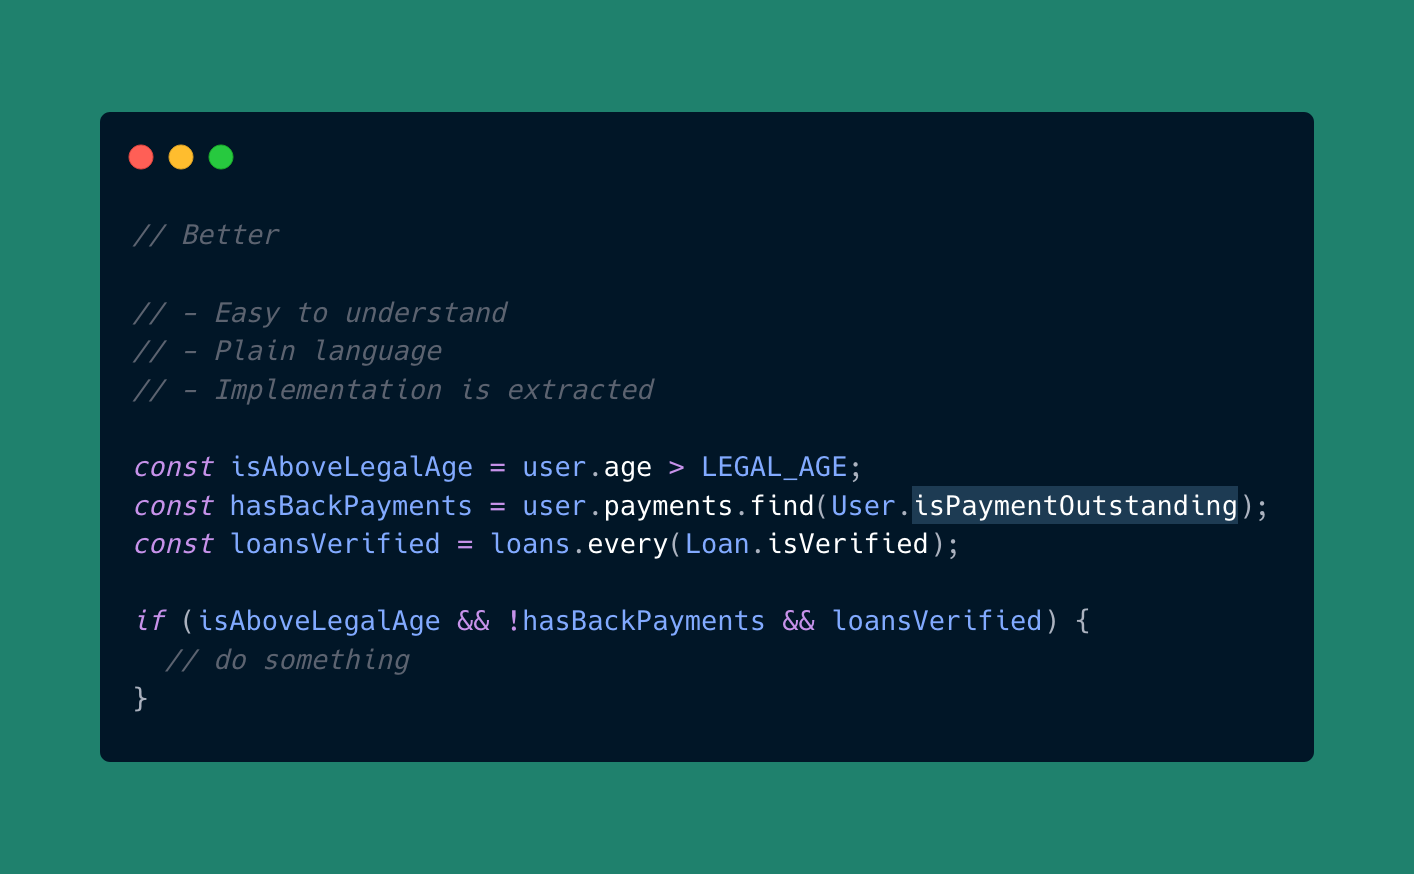 // Better
// - Easy to understand
// - Plain language
// - Implementation is extracted
const isAboveLegalAge = user.age > LEGAL_AGE;
const hasBackPayments = user.payments.find(User.isPaymentOutstanding);
const loansVerified = loans.every(Loan.isVerified);
if (isAboveLegalAge && !hasBackPayments && loansVerified) {
  // do something
}